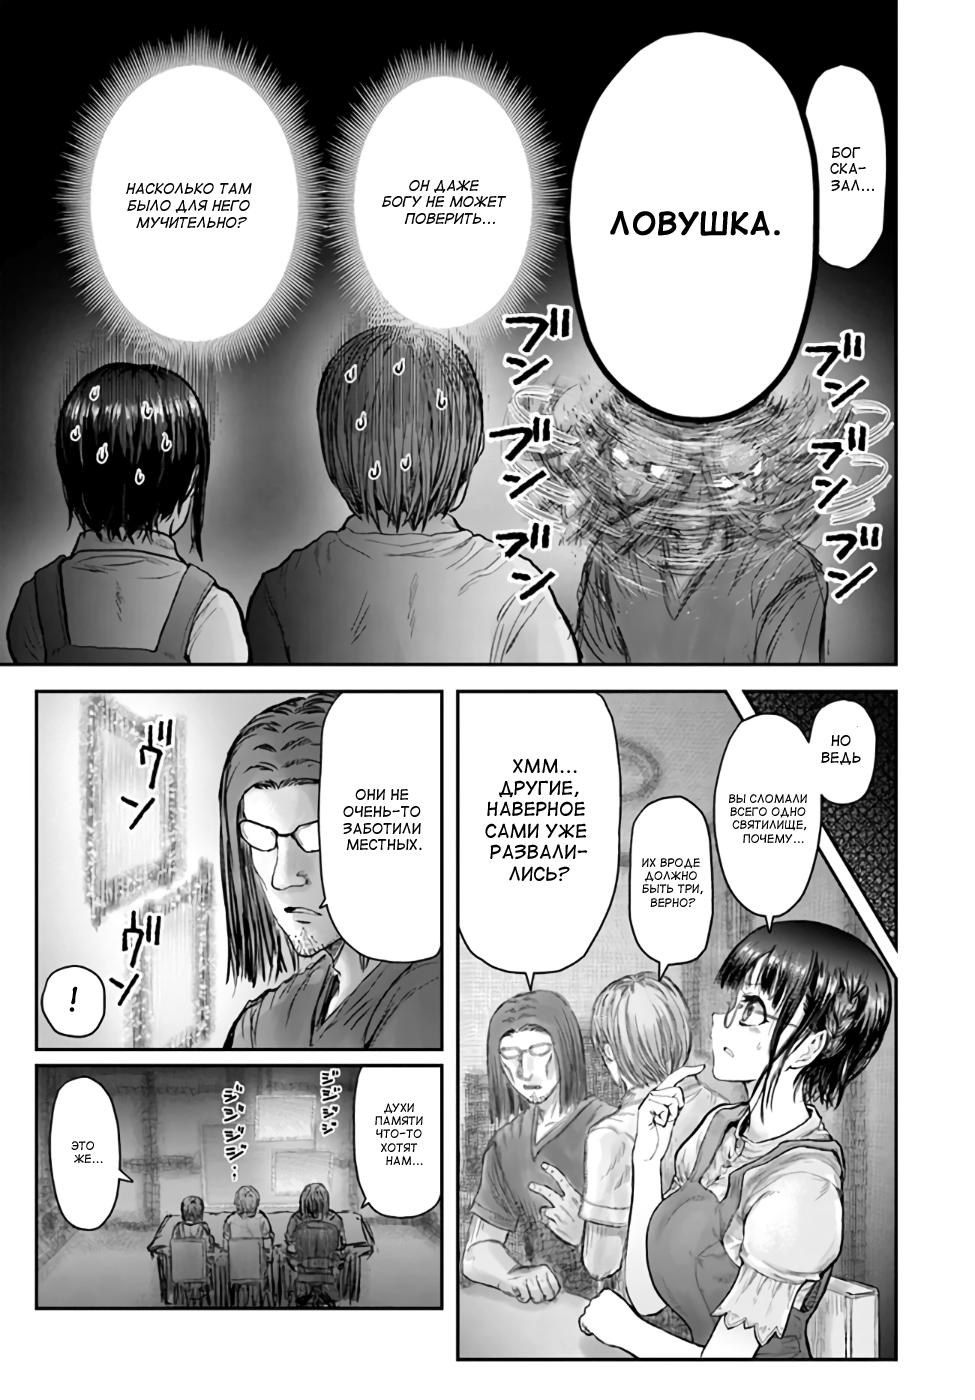 БОГ
СКА-
ЗАЛ...
ЛОВУШКА.
ОН ДАЖЕ
БОГУ НЕ МОЖЕТ
ПОВЕРИТЬ...
НАСКОЛЬКО ТАМ
БЫЛО ДЛЯ НЕГО
МУЧИТЕЛЬНО?
ブン
ブン
ブン
ブン
ブン
ブン
НО
ВЕДЬ
ВЫ СЛОМАЛИ
ВСЕГО ОДНО
СВЯТИЛИЩЕ,
ПОЧЕМУ...
ИХ ВРОДЕ
ДОЛЖНО
БЫТЬ ТРИ,
ВЕРНО?
ХММ...
ДРУГИЕ,
НАВЕРНОЕ
САМИ УЖЕ
РАЗВАЛИ-
ЛИСЬ?
ОНИ НЕ
ОЧЕНЬ-ТО
ЗАБОТИЛИ
МЕСТНЫХ.
ヴン
ヴン
!
ДУХИ
ПАМЯТИ
ЧТО-ТО
ХОТЯТ
НАМ...
ЭТО
ЖЕ...